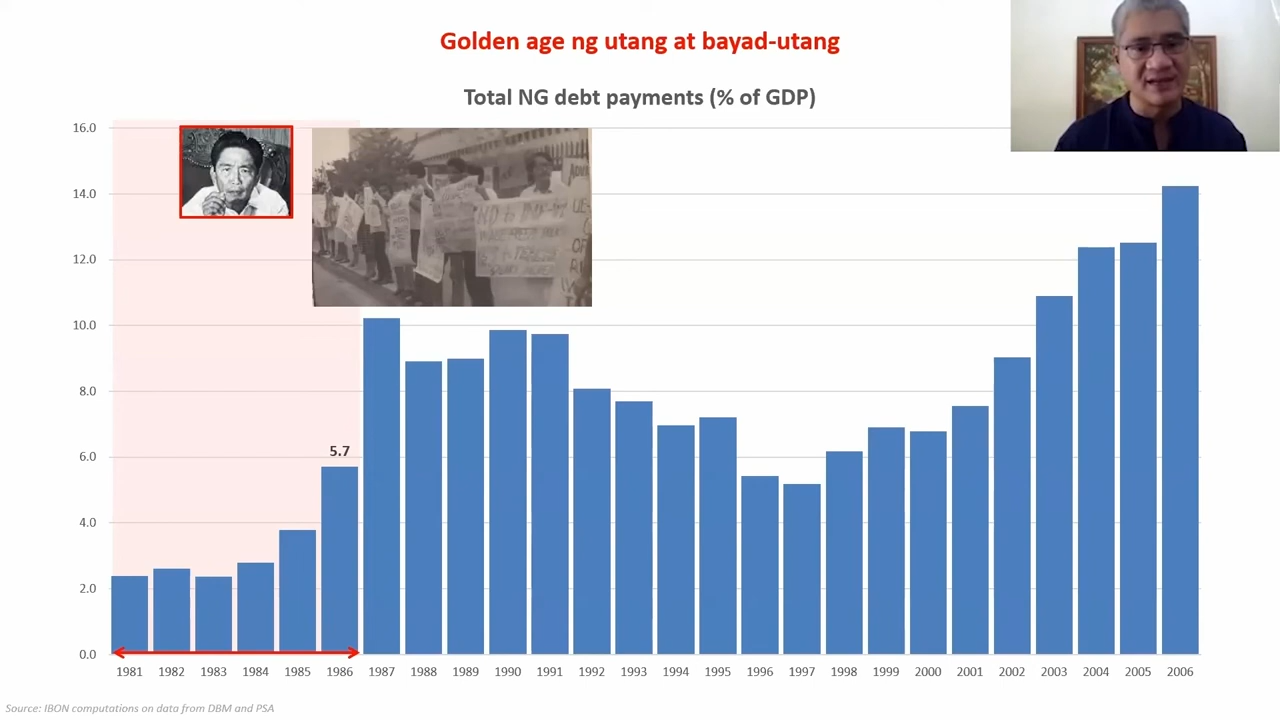 Golden age ng utang at bayad-utang
Total NG debt payments (% of GDP)
16.0
14.0
12.0
10.0
8.0
6.0
4.0
2.0
0.0
5.7
1981 1982 1983 1984 1985 1986 1987 1988 1989 1990 1991 1992 1993 1994 1995 1996 1997 1998 1999 2000 2001 2002 2003 2004 2005 2006
Source: IBON computations on data from DBM and PSA